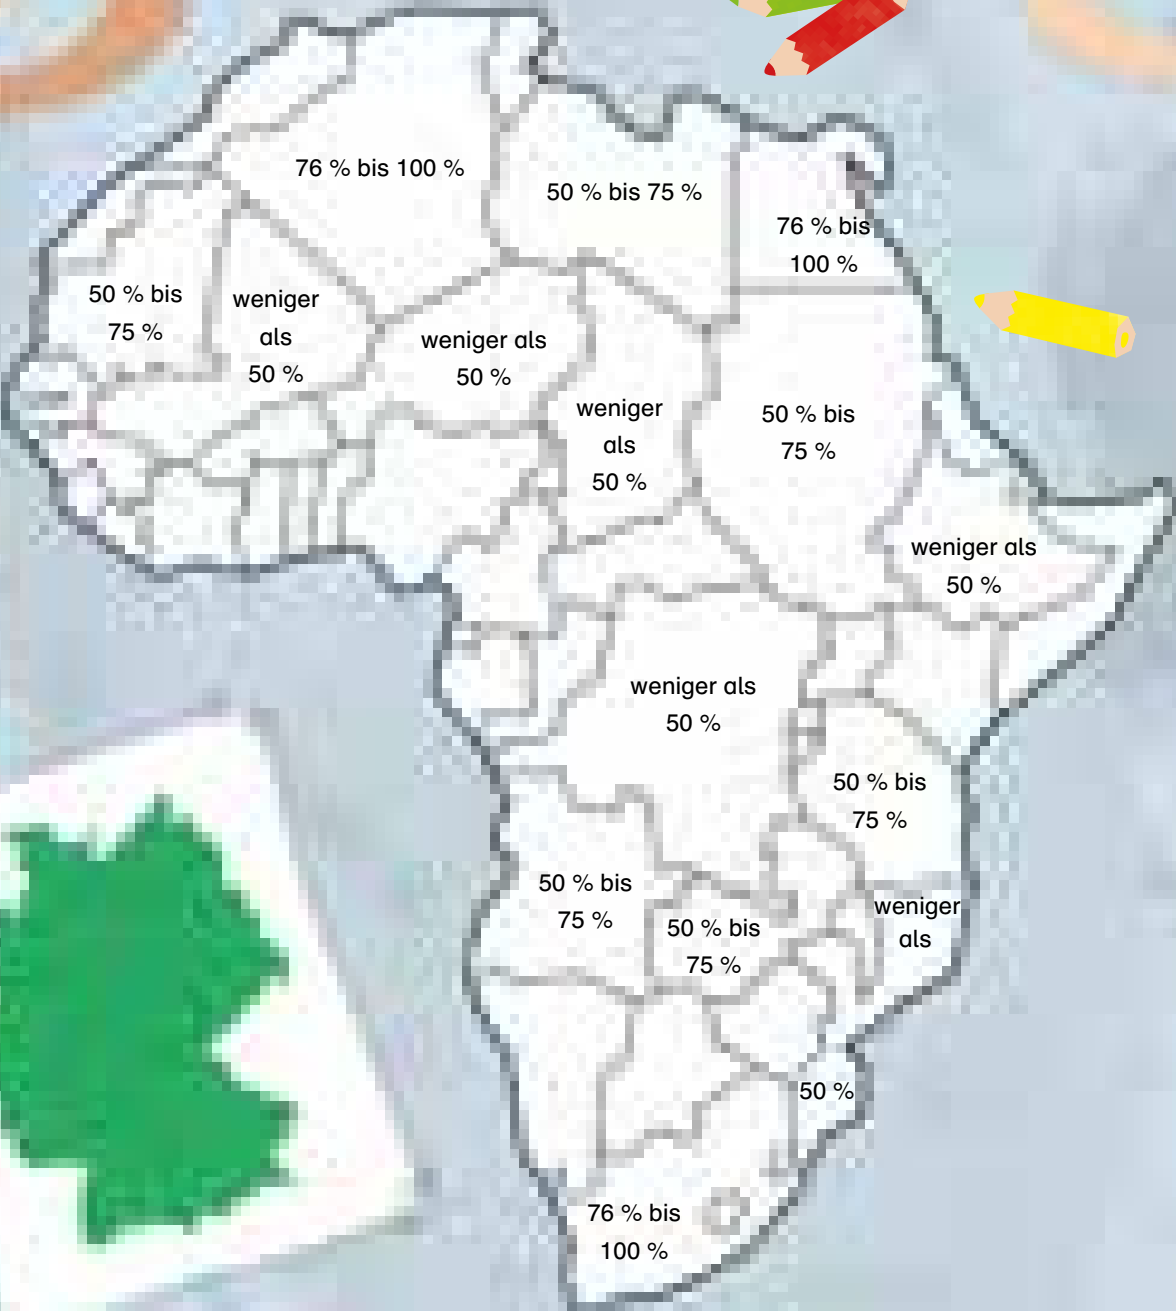 76 % bis 100 %
50 % bis 75 %
76 % bis
100 %
50 % bis
75 %
weniger
als
50 %
weniger als
50 %
weniger
als
50 %
50 % bis
75 %
weniger als
50 %
weniger als
50 %
50 % bis
75 %
50 % bis
75 %
50 % bis
75 %
weniger
als
50 %
76 % bis
100 %